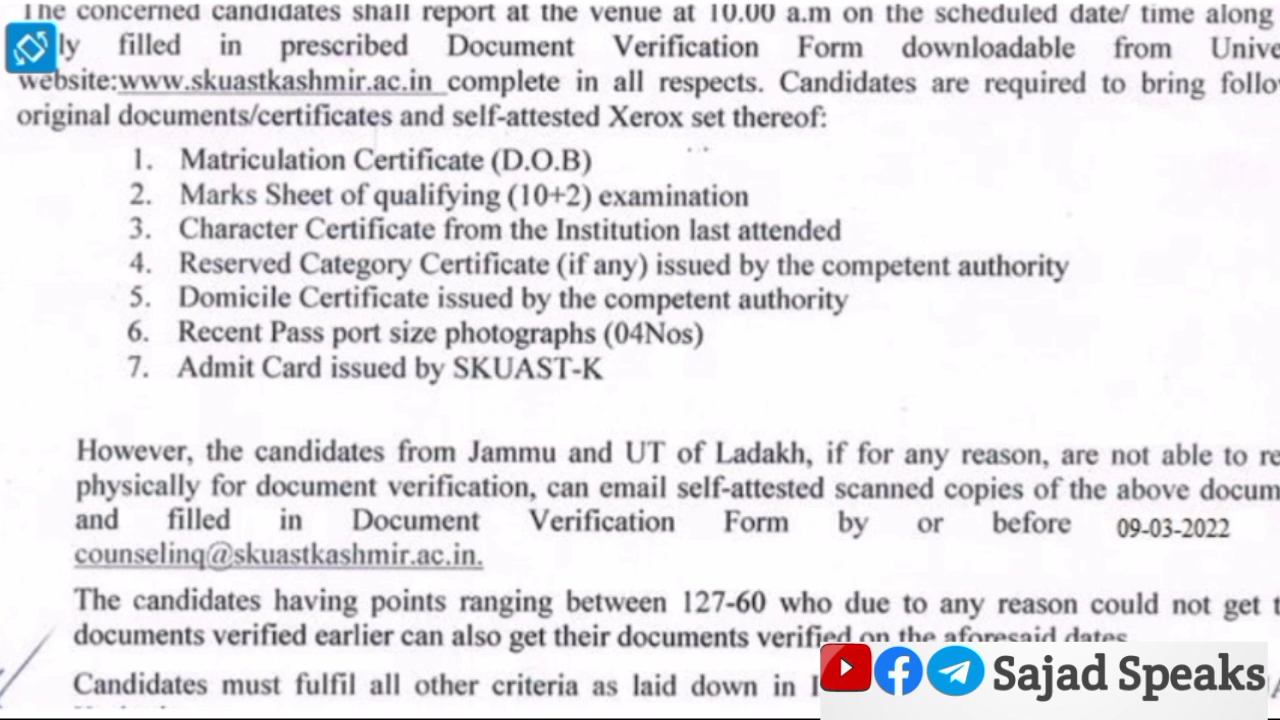 The concerned candidates shall report at the venue at 10.00 a.m on the scheduled date/ time along
ly filled in prescribed Document Verification Form downloadable from Unive
website:www.skuastkashmir.ac.in complete in all respects. Candidates are required to bring follo
original documents/certificates and self-attested Xerox set thereof:
1. Matriculation Certificate (D.O.B)
2. Marks Sheet of qualifying (10+2) examination
3. Character Certificate from the Institution last attended
4. Reserved Category Certificate (if any) issued by the competent authority
5. Domicile Certificate issued by the competent authority
6. Recent Pass port size photographs (04Nos)
7. Admit Card issued by SKUAST-K
However, the candidates from Jammu and UT of Ladakh, if for any reason, are not able to re
physically for document verification, can email self-attested scanned copies of the above docum
and filled in Document Verification Form by or before 09-03-2022
counselinq@skuastkashmir.ac.in.
The candidates having points ranging between 127-60 who due to any reason could not get t
documents verified earlier can also get their documents verified on the aforesaid dates
Candidates must fulfil all other criteria as laid down in
Sajad Speaks